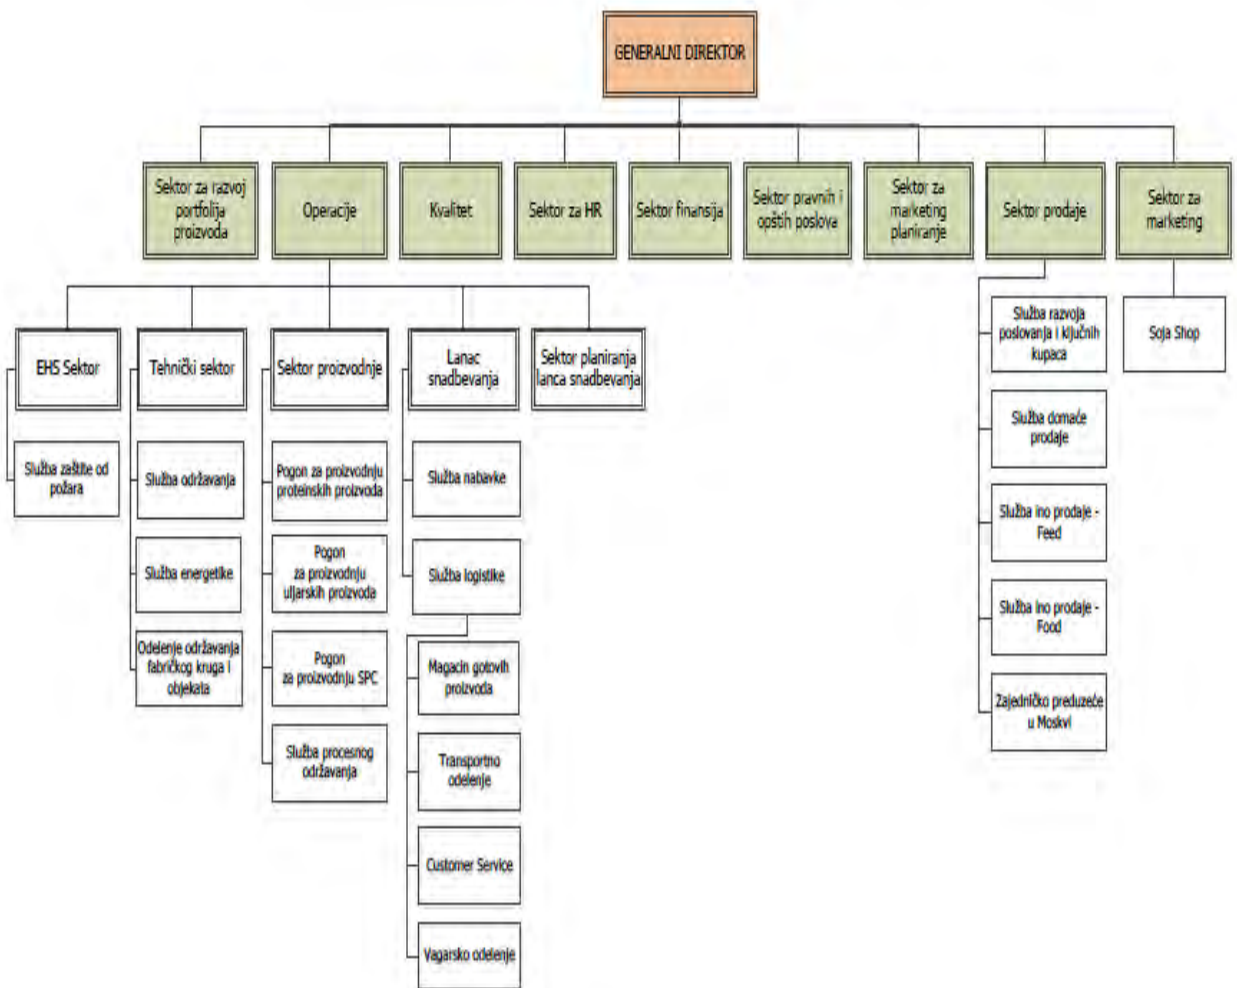 GENERALNI DIREKTOR
Sektor za razvoj
portfolija
proizvoda
Operacije
Kvalitet
Sektor za HR
Sektor finansija
Sektor pravnih i
opštih poslova
Sektor za
marketing
planiranje
Sektor prodaje
Sektor za
marketing
EHS Sektor
Tehnički sektor
Sektor proizvodnje
Lanac
snadbevanja
Sektor planiranja
lanca snadbevanja
Služba zaštite od
požara
Služba održavanja
Služba energetike
Odelenje održavanja
fabričkog kruga i
objekata
Pogon za proizvodnju
proteinskih proizvoda
Pogon
za proizvodnju
uljarskih proizvoda
Pogon
za proizvodnju SPC
Služba procesnog
održavanja
Služba nabavke
Služba logistike
Magacin gotovih
proizvoda
Transportno
odelenje
Customer Service
Vagarsko odelenje
Služba razvoja
poslovanja i ključnih
kupaca
Služba domaće
prodaje
Služba ino prodaje -
Feed
Služba ino prodaje -
Food
Zajedničko preduzeće
u Moskvi
Soja Shop